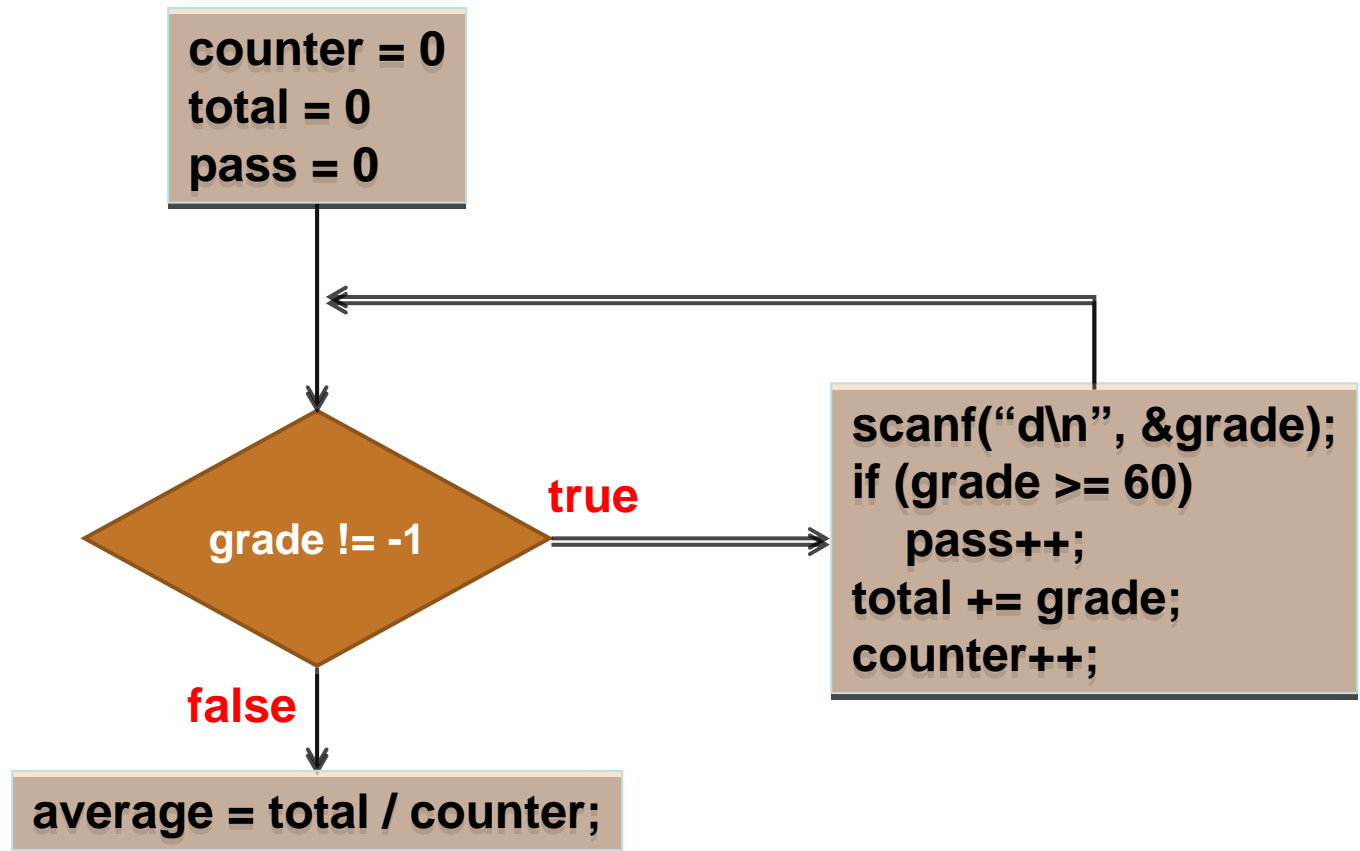 counter = 0
total = 0
pass = 0
grade != -1
true
scanf(“d\n”, &grade);
if (grade >= 60)
pass++;
total += grade;
counter++;
false
average = total / counter;